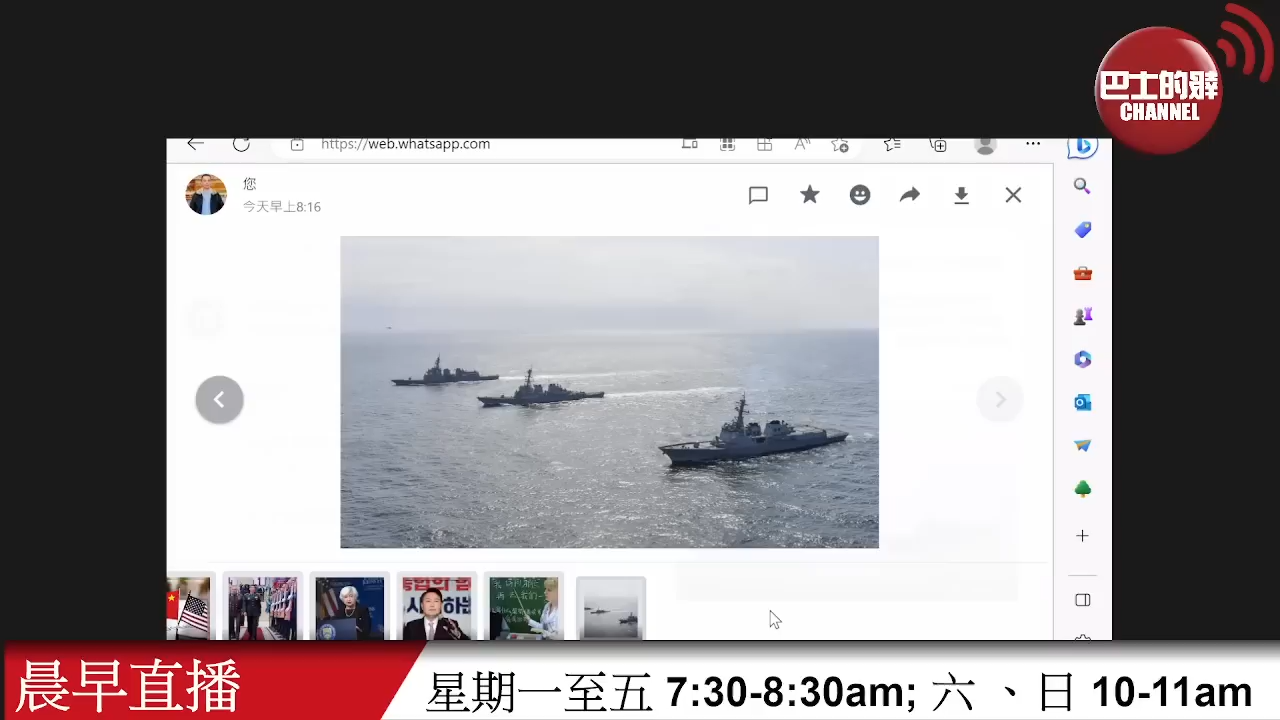 巴士的報
CHANNEL
https://web.whatsapp.com
您
今天早上8:16
晨早直播
星期一至五 7:30-8:30am; 六、日 10-11am